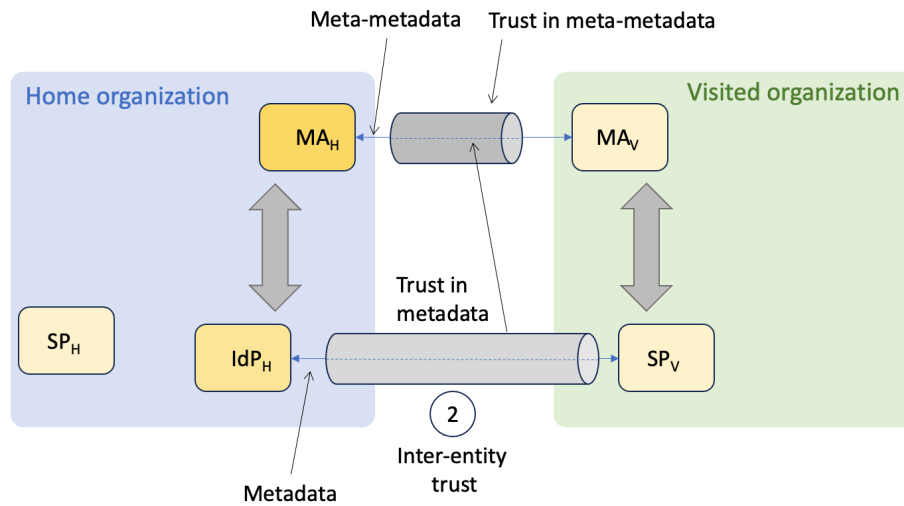 Meta-metadata
Trust in meta-metadata
Home organization
Visited organization
MAH
MAV
Trust in
metadata
SPH
IdPH
SPV
2
Inter-entity
trust
Metadata